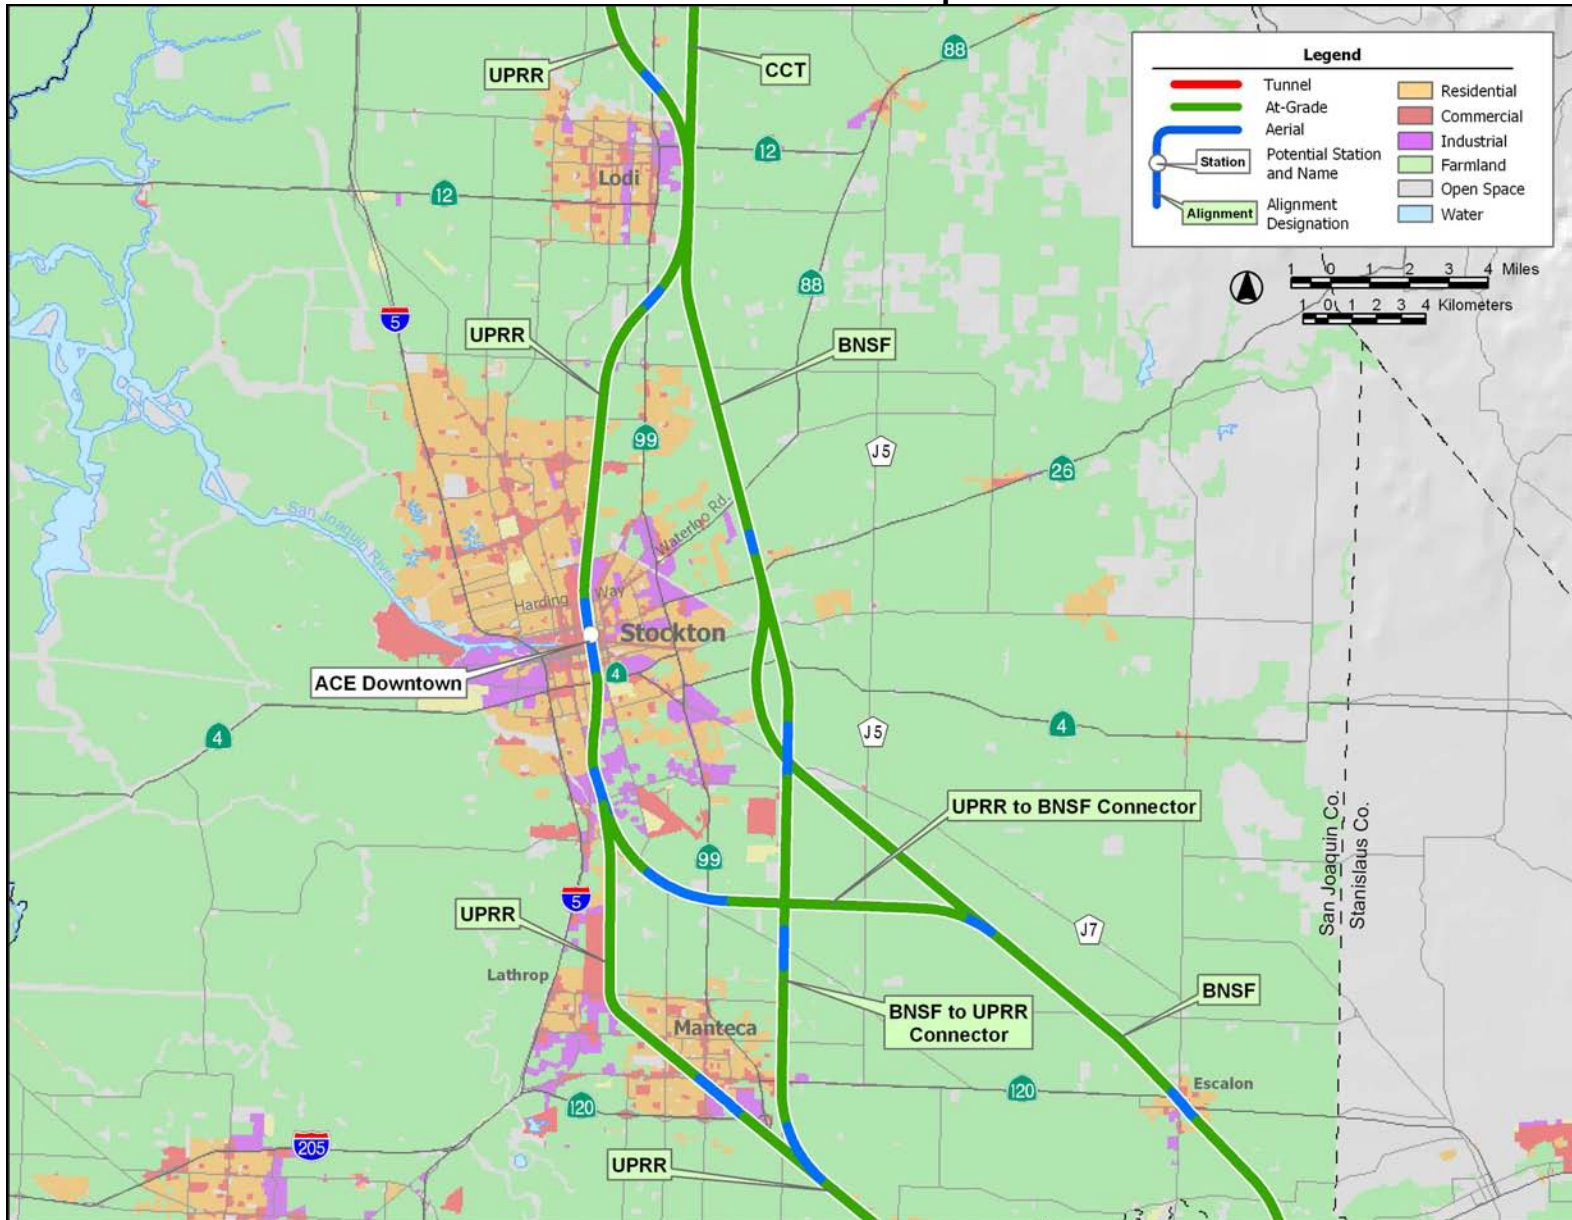 UPRR
CCT
88
Legend
Tunnel
At-Grade
Aerial
Station
Potential Station
and Name
Alignment
Alignment
Designation
Residential
Commercial
Industrial
Farmland
Open Space
Water
12
Lodi
12
88
1 0 1 2 3 4 Miles
1 0 1 2 3 4 Kilometers
5
UPRR
BNSF
99
J5
26
San Joaquin River
Waterloo Rd.
Harding Way
Stockton
ACE Downtown
4
4
J5
4
UPRR to BNSF Connector
San Joaquin Co.
Stanislaus Co.
99
5
UPRR
J7
Lathrop
BNSF
BNSF to UPRR
Connector
Manteca
120
120
Escalon
205
UPRR